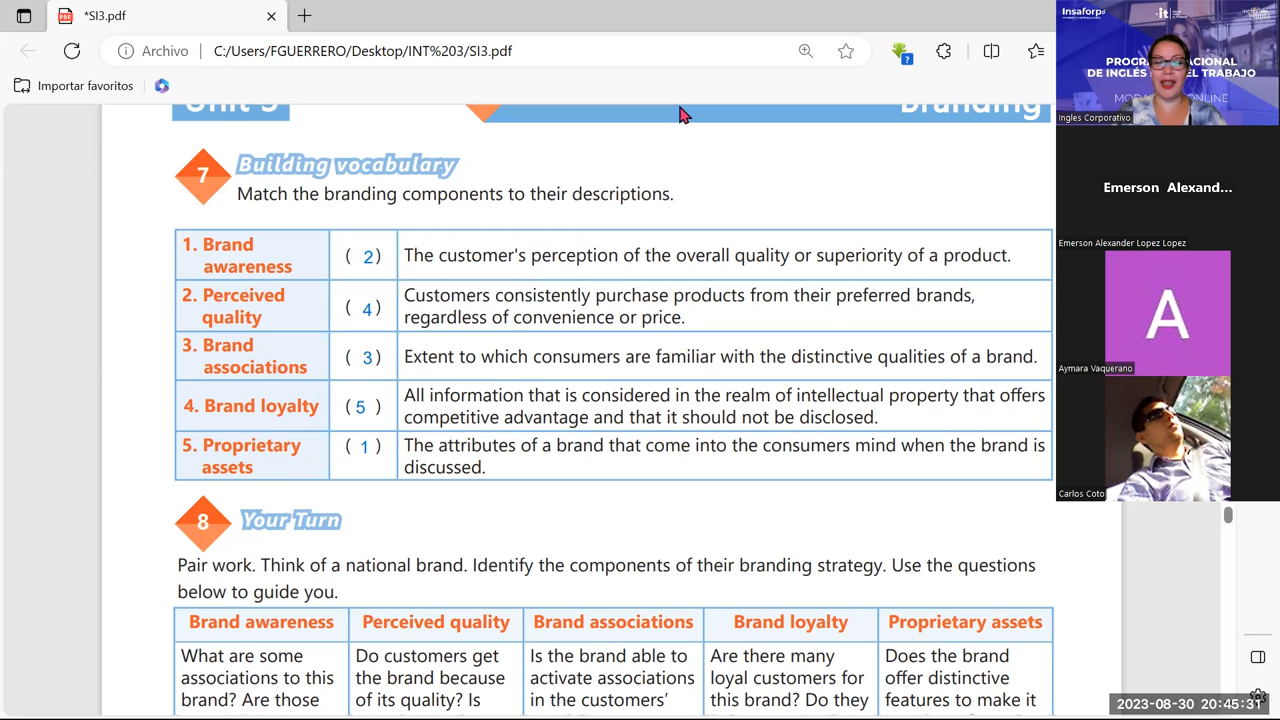 *SI3.pdf
Archivo
C:/Users/FGUERRERO/Desktop/INT%203/SI3.pdf
Importar favoritos
Unit 3
Branding
7
Building vocabulary
Match the branding components to their descriptions.
1. Brand
awareness
( 2 )
The customer's perception of the overall quality or superiority of a product.
2. Perceived
quality
( 4 )
Customers consistently purchase products from their preferred brands,
regardless of convenience or price.
3. Brand
associations
( 3 )
Extent to which consumers are familiar with the distinctive qualities of a brand.
4. Brand loyalty
( 5 )
All information that is considered in the realm of intellectual property that offers
competitive advantage and that it should not be disclosed.
5. Proprietary
assets
( 1 )
The attributes of a brand that come into the consumers mind when the brand is
discussed.
8
Your Turn
Pair work. Think of a national brand. Identify the components of their branding strategy. Use the questions
below to guide you.
Brand awareness
What are some
associations to this
brand? Are those
Perceived quality
Do customers get
the brand because
of its quality? Is
Brand associations
Is the brand able to
activate associations
in the customers'
Brand loyalty
Are there many
loyal customers for
this brand? Do they
Proprietary assets
Does the brand
offer distinctive
features to make it
Insaforp
it
PROG ACIONAL
DE INGLÉS EL TRABAJO
MO ONLINE
Ingles Corporativo
Emerson Alexand...
Emerson Alexander Lopez Lopez
A
Aymara Vaquerano
Carlos Coto
2023-08-30 20:45:31